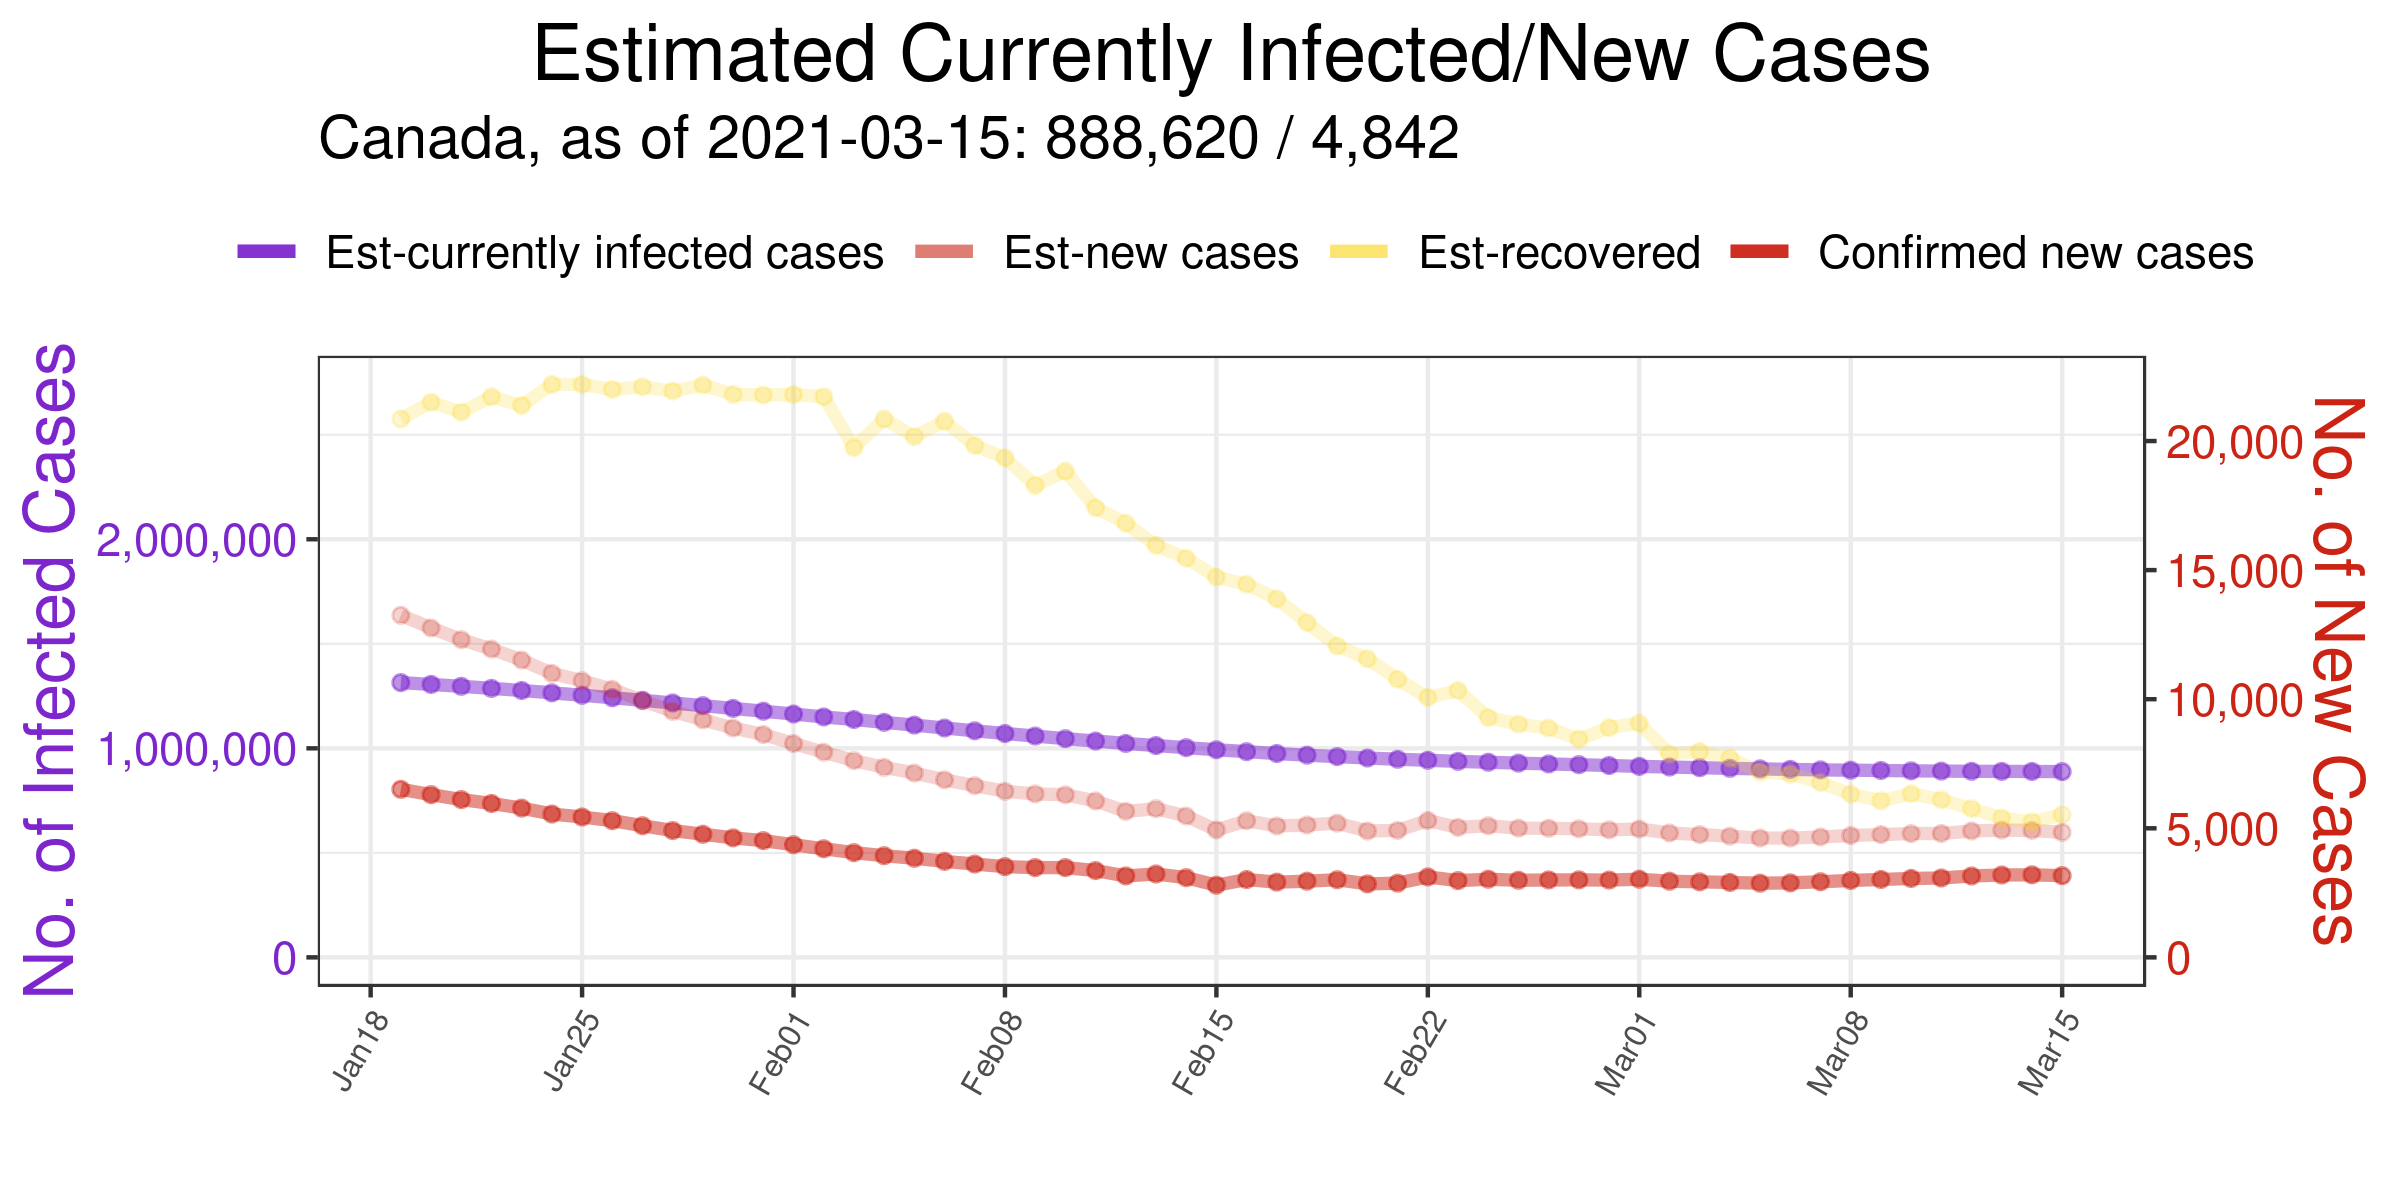 Estimated Currently Infected/New Cases
Canada, as of 2021-03-15: 888,620 / 4,842
Est-currently infected cases Est-new cases Est-recovered Confirmed new cases
No. of Infected Cases
2,000,000
1,000,000
0
20,000
15,000
10,000
5,000
0
No. of New Cases
Jan18 Jan25 Feb01 Feb08 Feb15 Feb22 Mar01 Mar08 Mar15